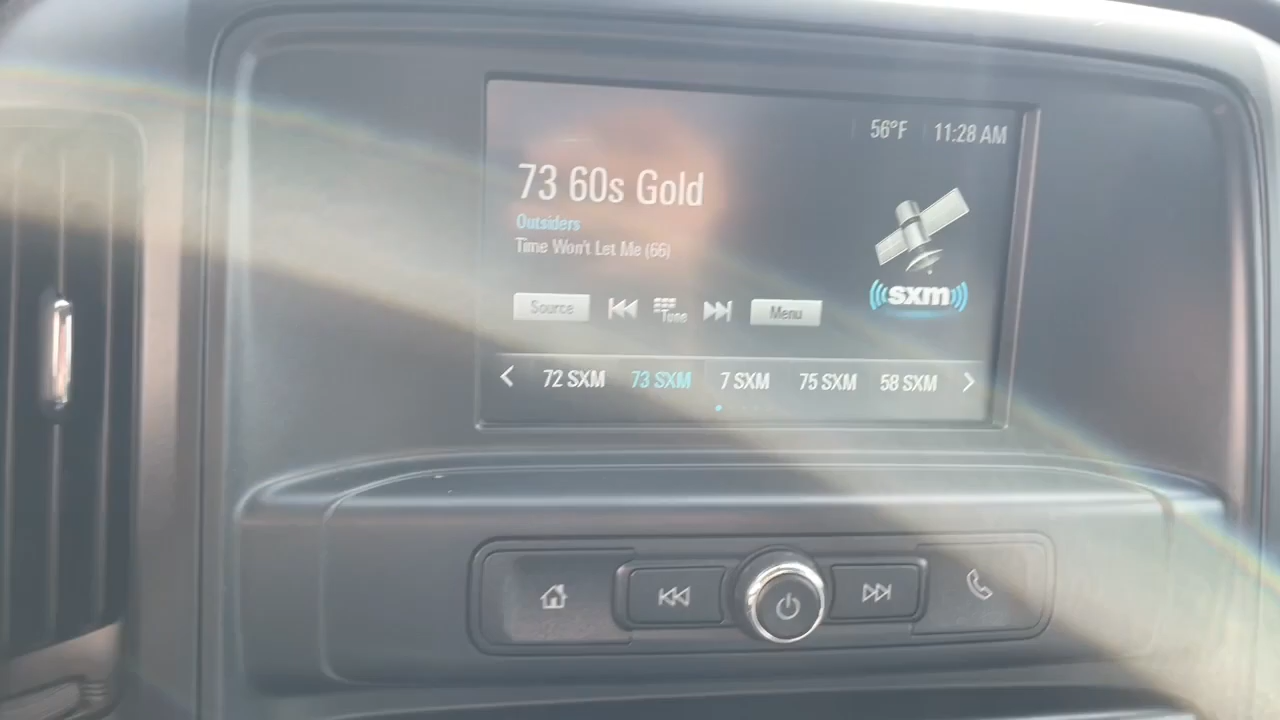 56°F 11:28 AM
73 60s Gold
Outsiders
Time Won't Let Me (66)
sxm
Source Tune Menu
72 SXM 73 SXM 7 SXM 75 SXM 58 SXM